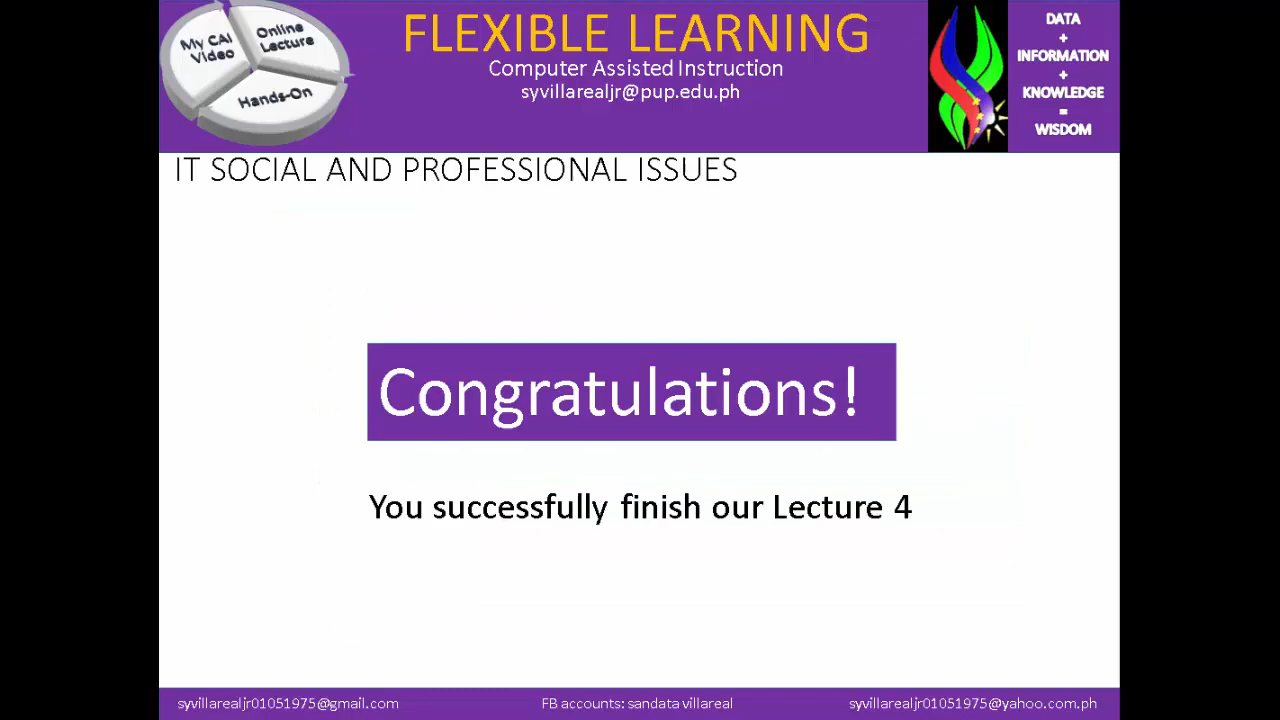 My CAI
Video
Online
Lecture
Hands-On
FLEXIBLE LEARNING
Computer Assisted Instruction
syvillarealjr@pup.edu.ph
DATA
+
INFORMATION
+
KNOWLEDGE
=
WISDOM
IT SOCIAL AND PROFESSIONAL ISSUES
Congratulations!
You successfully finish our Lecture 4
syvillarealjr01051975@gmail.com
FB accounts: sandata villareal
syvillarealjr01051975@yahoo.com.ph